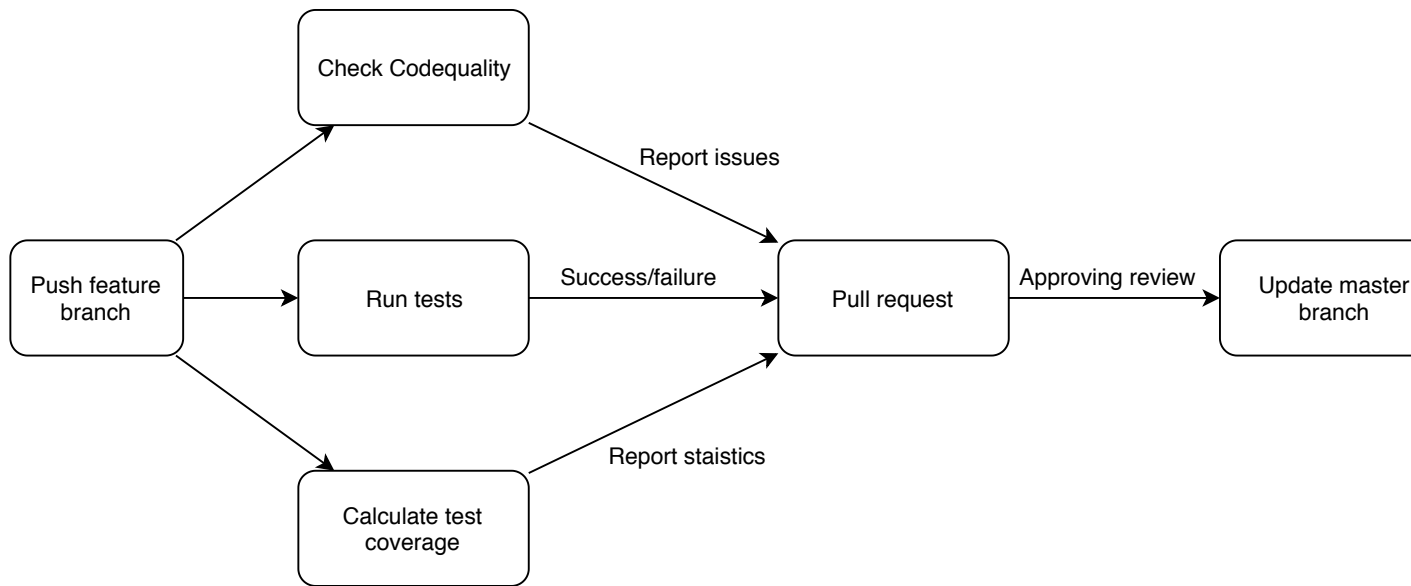 Check Codequality
Report issues
Push feature
branch
Run tests
Success/failure
Pull request
Approving review
Update master
branch
Report staistics
Calculate test
coverage